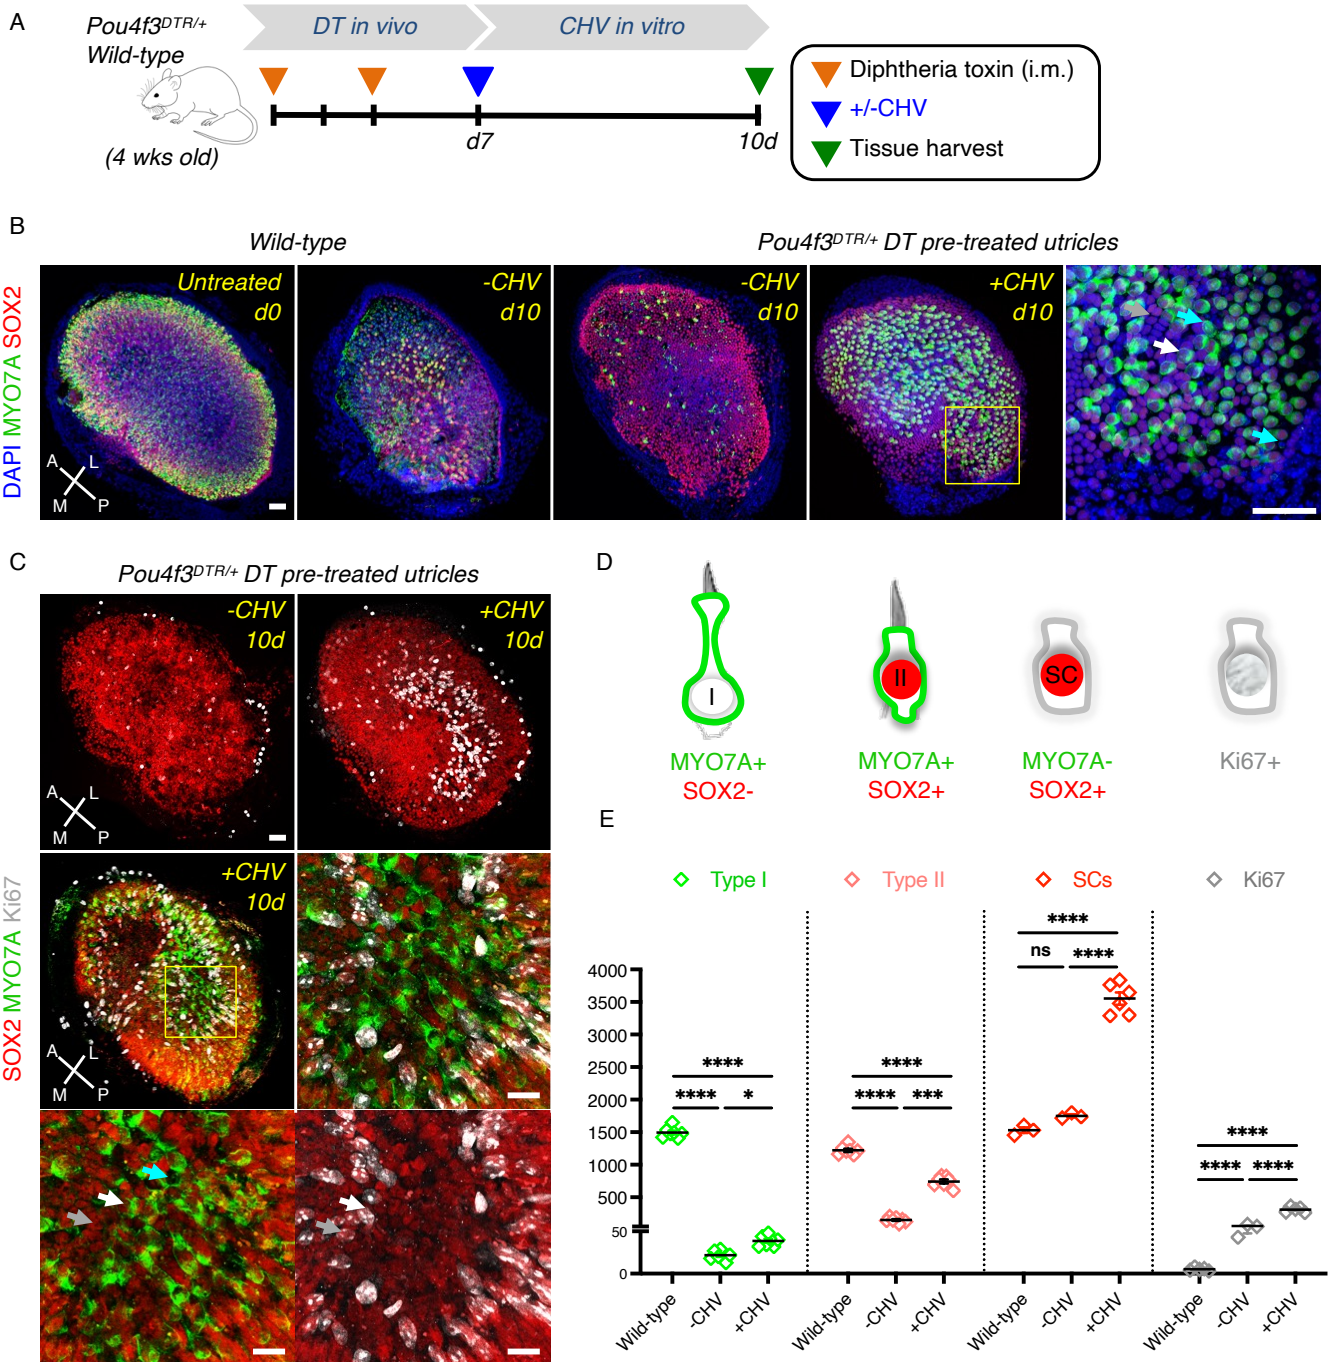 A
Pou4f3DTR/+
Wild-type
DT in vivo
CHV in vitro
(4 wks old)
d7
10d
Diphtheria toxin (i.m.)
+/-CHV
Tissue harvest
B
Wild-type
Pou4f3DTR/+ DT pre-treated utricles
DAPI MYO7A SOX2
Untreated
d0
-CHV
d10
-CHV
d10
+CHV
d10
A
L
M
P
C
Pou4f3DTR/+ DT pre-treated utricles
SOX2 MYO7A Ki67
-CHV
10d
+CHV
10d
A
L
M
P
+CHV
10d
A
L
M
P
D
I
II
SC
MYO7A+
SOX2-
MYO7A+
SOX2+
MYO7A-
SOX2+
Ki67+
E
Type I
Type II
SCs
Ki67
4000
3500
3000
2500
2000
1500
1000
500
50
0
****
****
*
****
****
***
****
ns
****
****
****
****
Wild-type
-CHV
+CHV
Wild-type
-CHV
+CHV
Wild-type
-CHV
+CHV
Wild-type
-CHV
+CHV